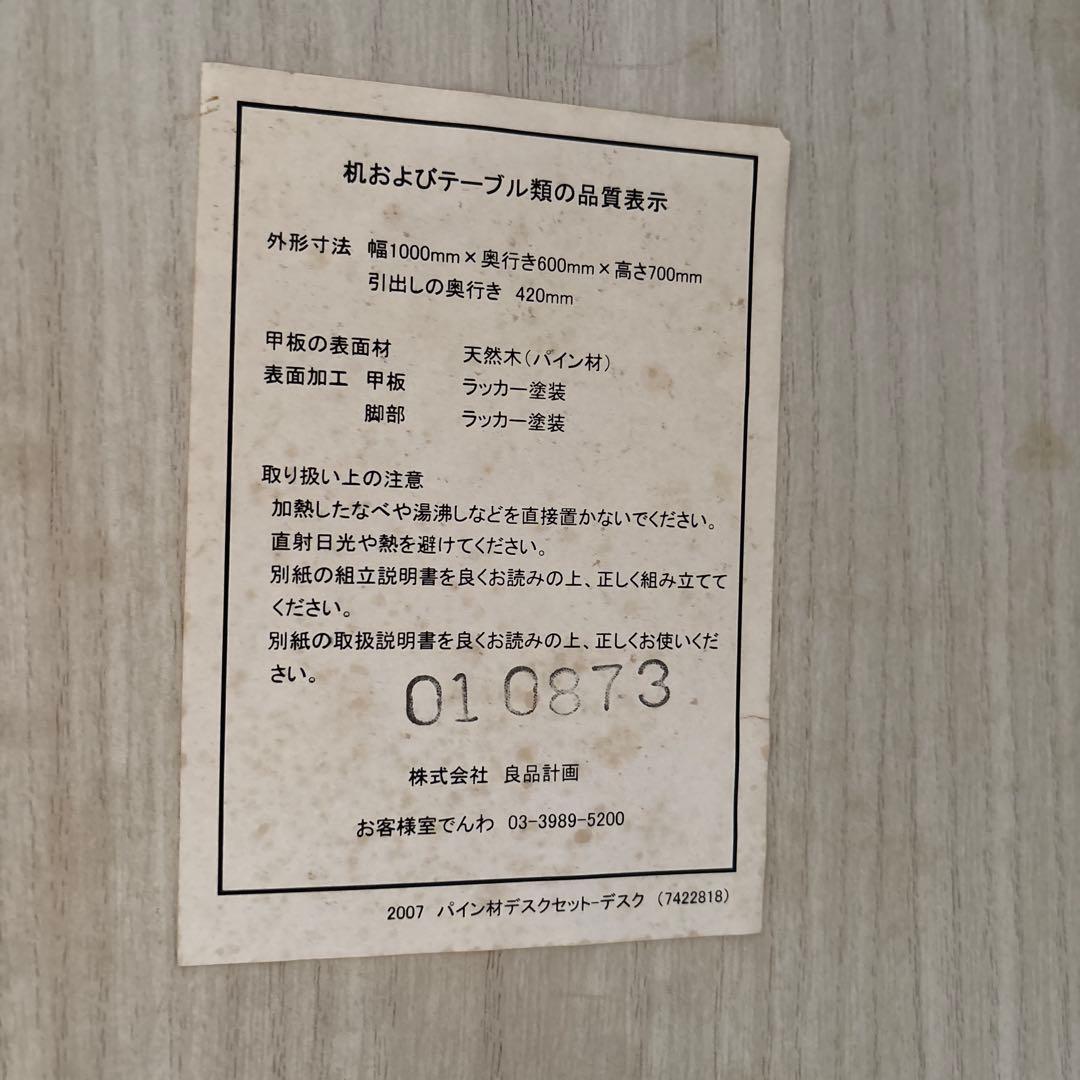 机およびテーブル類の品質表示
外形寸法 幅1000mm×奥行き600mm×高さ700mm
引出しの奥行き 420mm
甲板の表面材 天然木(パイン材)
表面加工 甲板 ラッカー塗装
脚部 ラッカー塗装
取り扱い上の注意
加熱したなべや湯沸しなどを直接置かないでください。
直射日光や熱を避けてください。
別紙の組立説明書を良くお読みの上、正しく組み立てて
ください。
別紙の取扱説明書を良くお読みの上、正しくお使いくだ
さい。
010873
株式会社 良品計画
お客様室でんわ 03-3989-5200
2007 パイン材デスクセット-デスク (7422818)